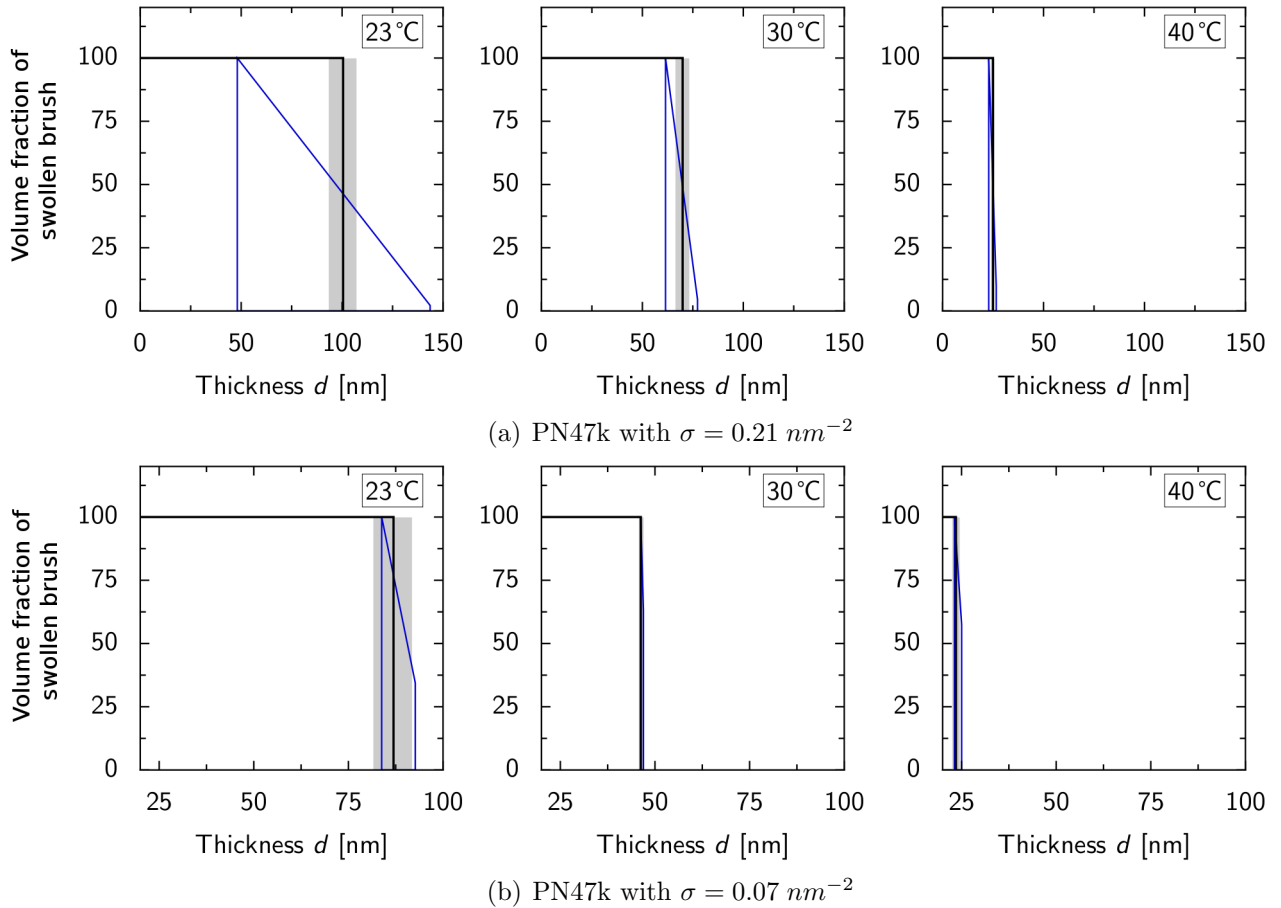 23°C
30°C
40°C
Volume fraction of
swollen brush
100
75
50
25
0
100
75
50
25
0
100
75
50
25
0
0 50 100 150
0 50 100 150
0 50 100 150
Thickness d [nm]
Thickness d [nm]
Thickness d [nm]
(a) PN47k with σ = 0.21 nm⁻²
23°C
30°C
40°C
Volume fraction of
swollen brush
100
75
50
25
0
100
75
50
25
0
100
75
50
25
0
25 50 75 100
25 50 75 100
25 50 75 100
Thickness d [nm]
Thickness d [nm]
Thickness d [nm]
(b) PN47k with σ = 0.07 nm⁻²